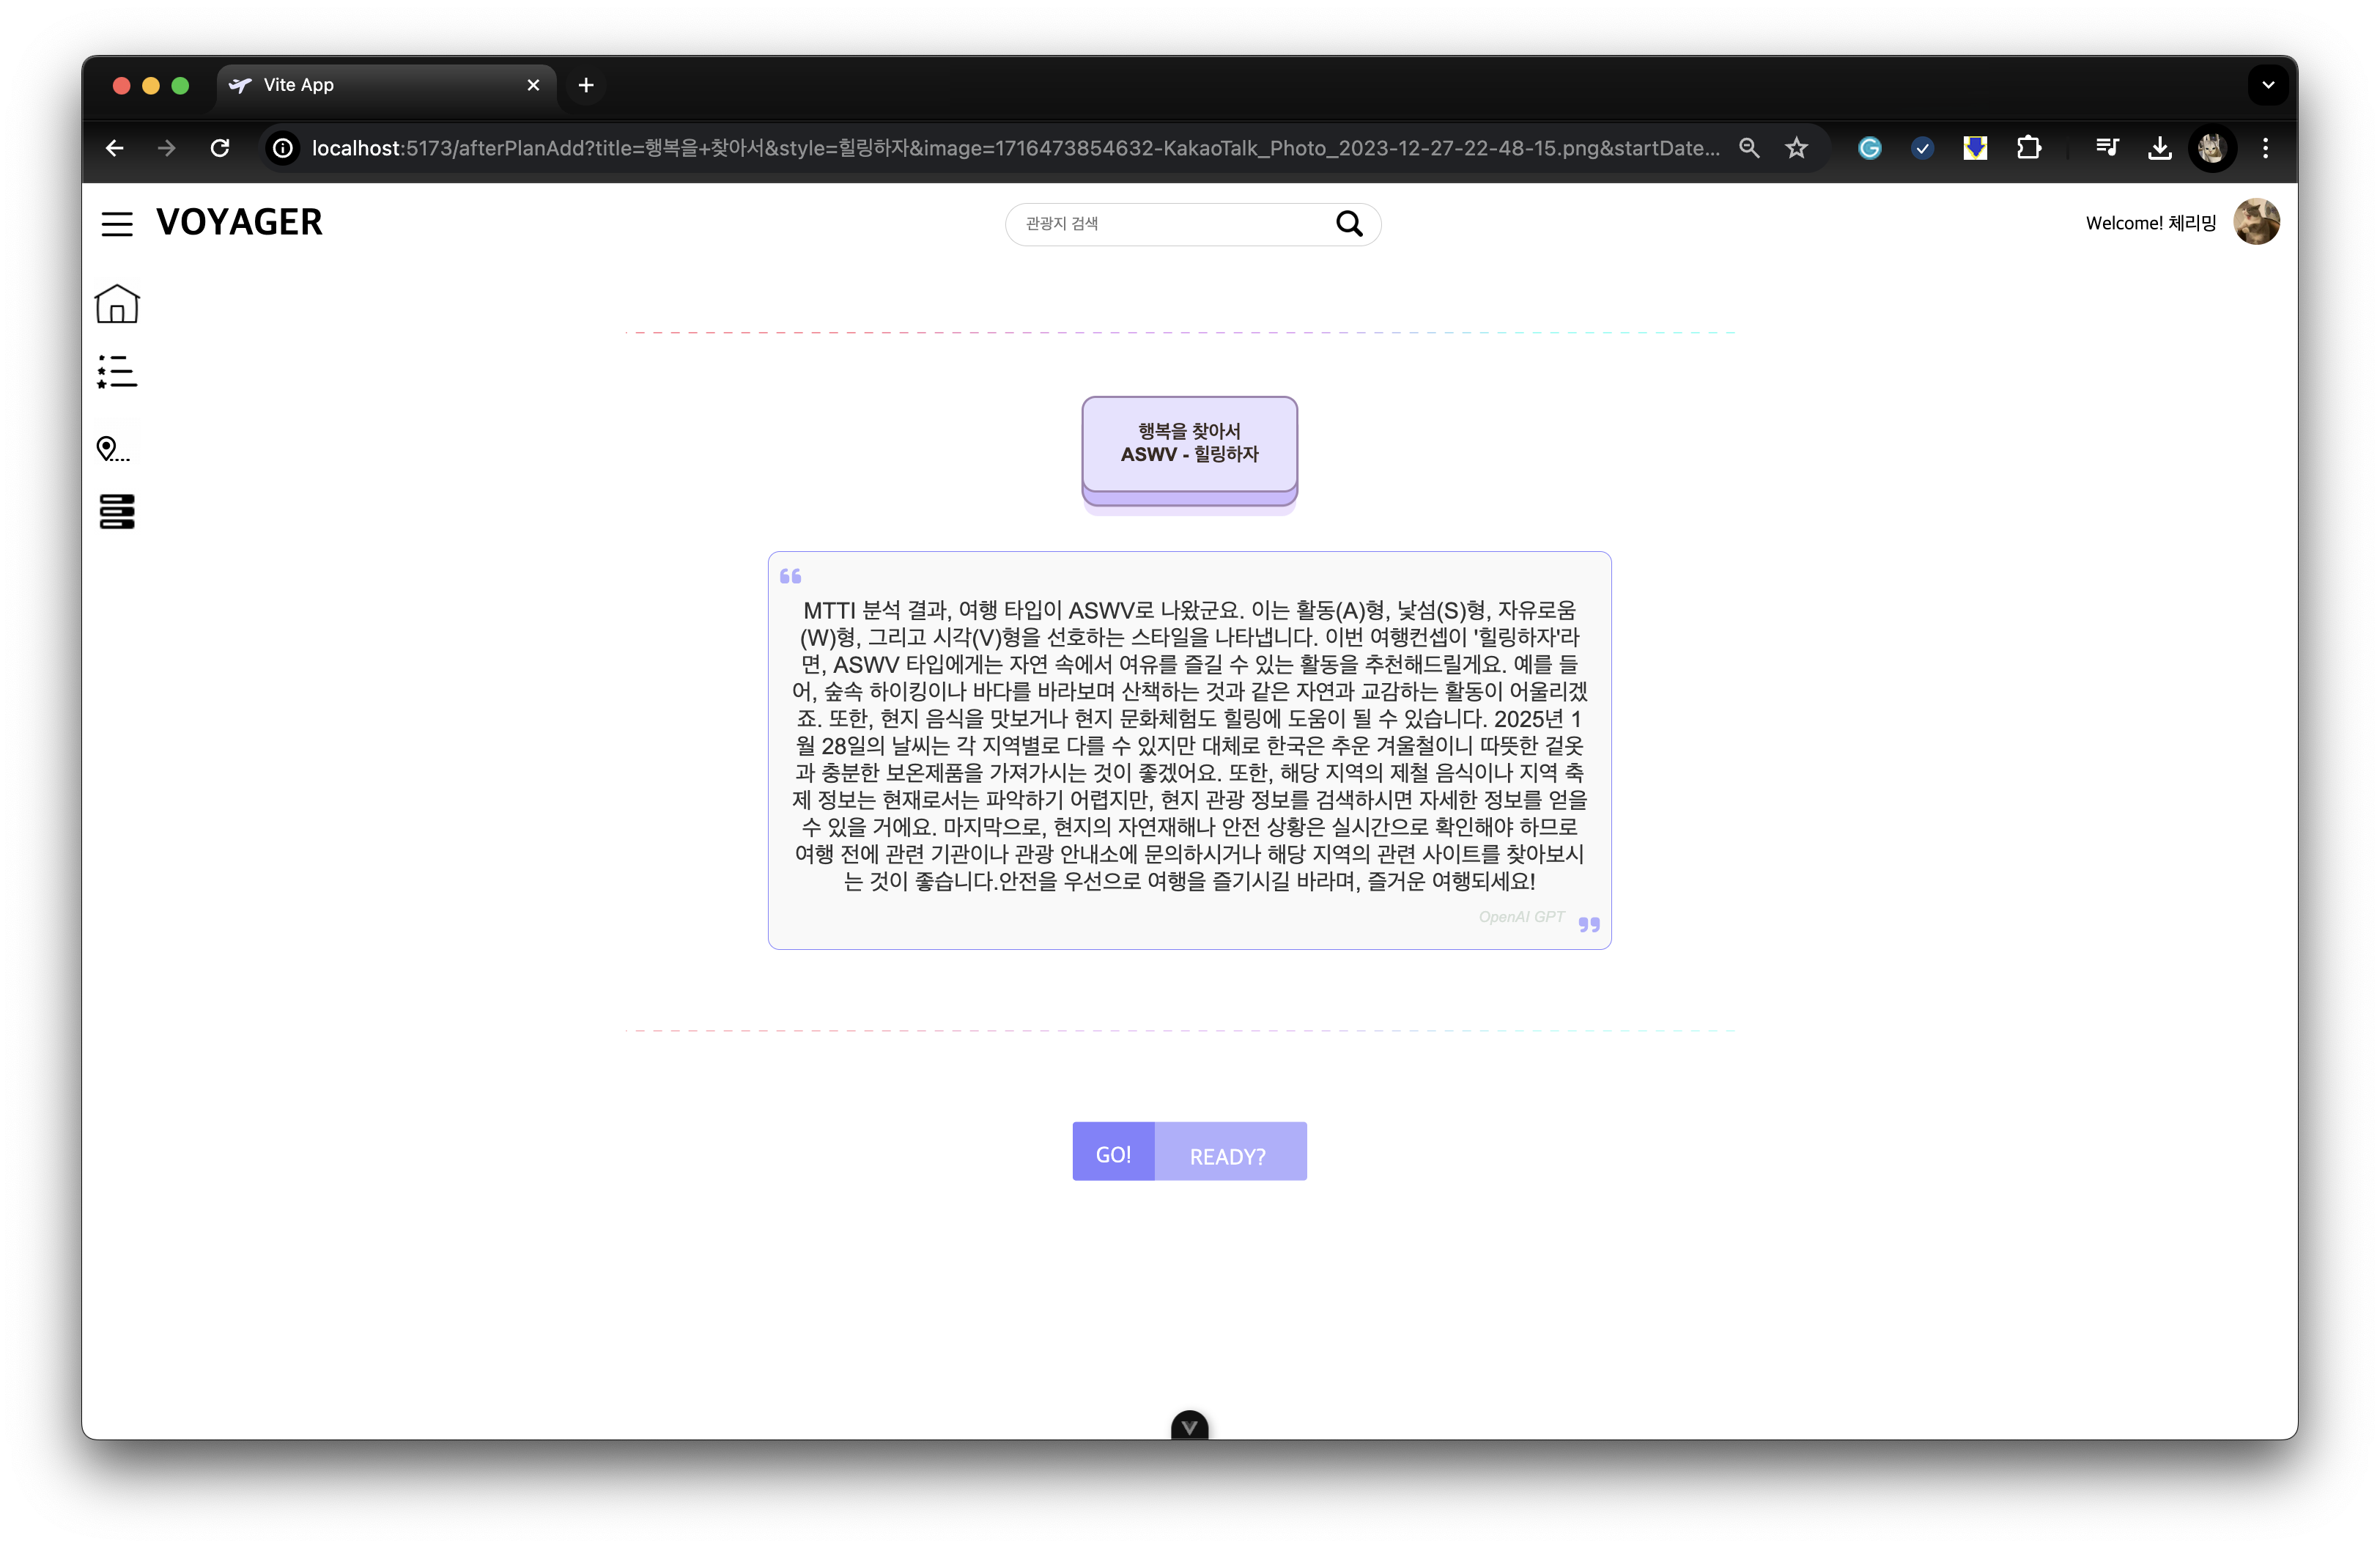 Vite App
localhost:5173/afterPlanAdd?title=행복을+찾아서&style=힐링하자&image=1716473854632-KakaoTalk_Photo_2023-12-27-22-48-15.png&startDate...
VOYAGER
관광지 검색
Welcome! 체리밍
행복을 찾아서
ASWV - 힐링하자
MTTI 분석 결과, 여행 타입이 ASWV로 나왔군요. 이는 활동(A)형, 낯섬(S)형, 자유로움
(W)형, 그리고 시각(V)형을 선호하는 스타일을 나타냅니다. 이번 여행컨셉이 '힐링하자'라
면, ASWV 타입에게는 자연 속에서 여유를 즐길 수 있는 활동을 추천해드릴게요. 예를 들
어, 숲속 하이킹이나 바다를 바라보며 산책하는 것과 같은 자연과 교감하는 활동이 어울리겠
죠. 또한, 현지 음식을 맛보거나 현지 문화체험도 힐링에 도움이 될 수 있습니다. 2025년 1
월 28일의 날씨는 각 지역별로 다를 수 있지만 대체로 한국은 추운 겨울철이니 따뜻한 겉옷
과 충분한 보온제품을 가져가시는 것이 좋겠어요. 또한, 해당 지역의 제철 음식이나 지역 축
제 정보는 현재로서는 파악하기 어렵지만, 현지 관광 정보를 검색하시면 자세한 정보를 얻을
수 있을 거에요. 마지막으로, 현지의 자연재해나 안전 상황은 실시간으로 확인해야 하므로
여행 전에 관련 기관이나 관광 안내소에 문의하시거나 해당 지역의 관련 사이트를 찾아보시
는 것이 좋습니다.안전을 우선으로 여행을 즐기시길 바라며, 즐거운 여행되세요!
OpenAI GPT
GO! READY?